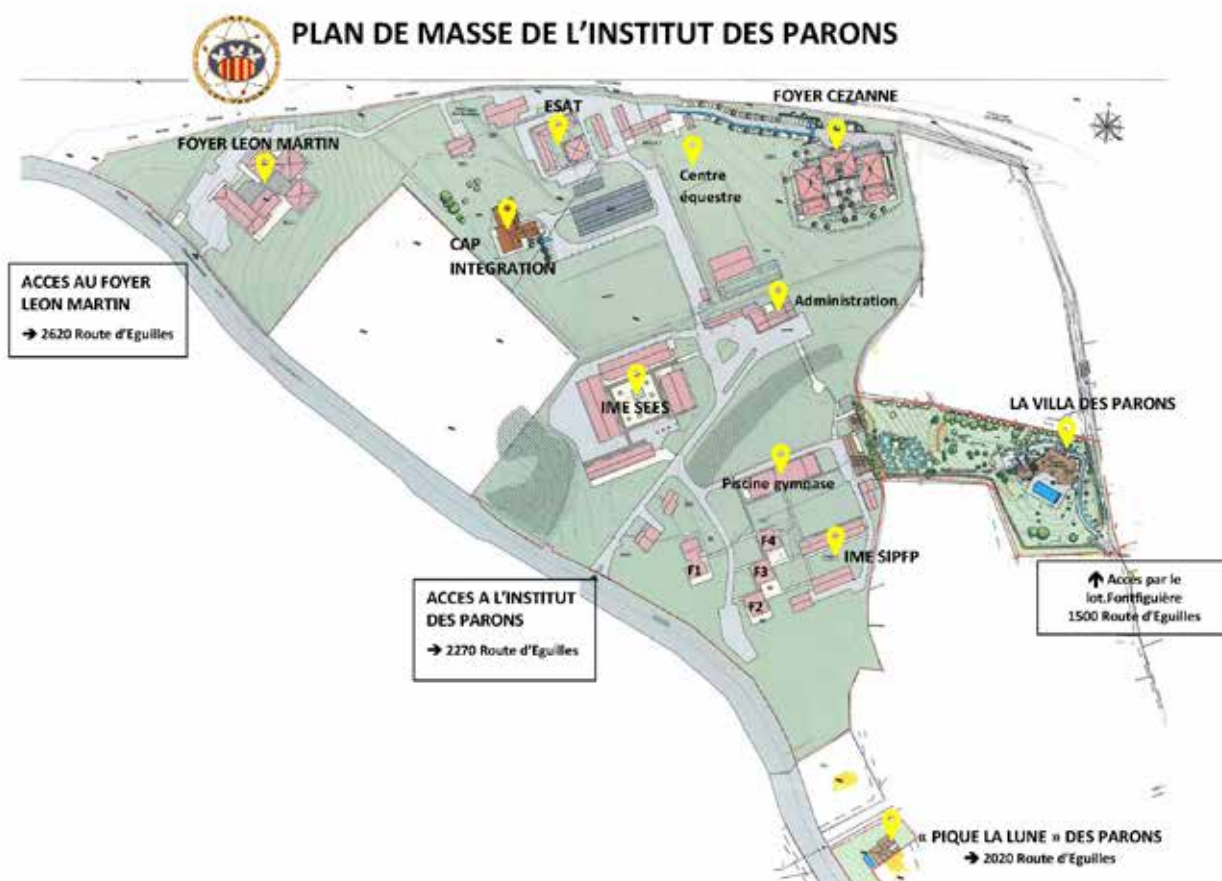 PLAN DE MASSE DE L'INSTITUT DES PARONS
ESAT
FOYER CEZANNE
FOYER LEON MARTIN
Centre
équestre
CAP
INTEGRATION
ACCES AU FOYER
LEON MARTIN
→ 2620 Route d'Eguilles
Administration
IME SEES
LA VILLA DES PARONS
Piscine gymnase
F4
F1
F3
F2
IME SIPFP
ACCES A L'INSTITUT
DES PARONS
→ 2270 Route d'Eguilles
↑ Accès par le
lot.Fontfiguière
1500 Route d'Eguilles
« PIQUE LA LUNE » DES PARONS
→ 2020 Route d'Eguilles